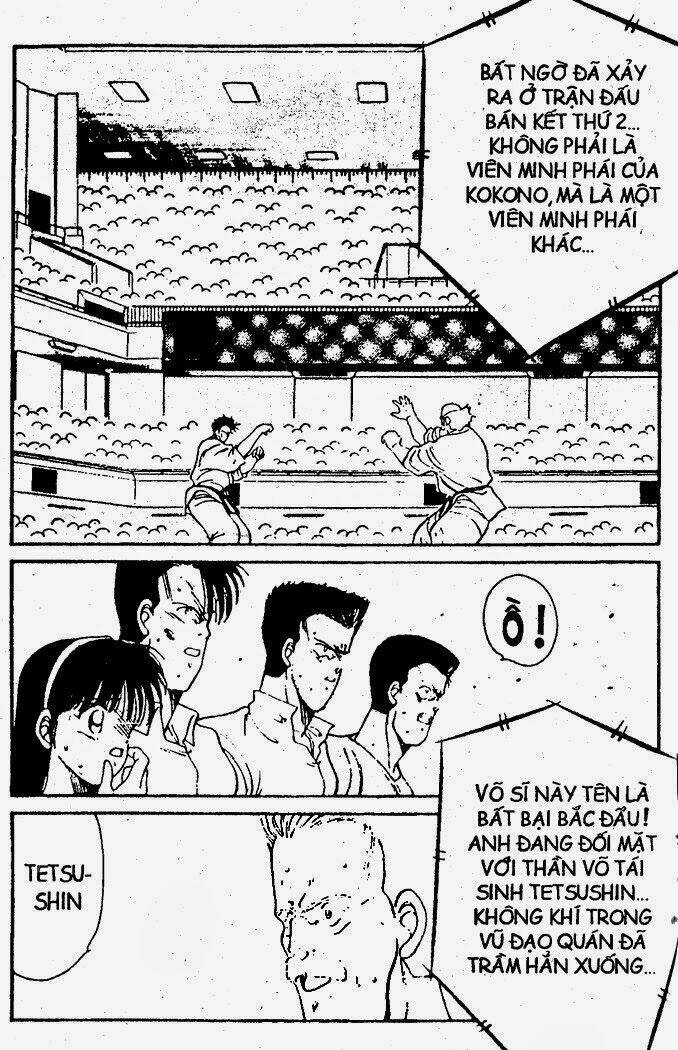 BẤT NGỜ ĐÃ XẢY
RA Ở TRẬN ĐẤU
BÁN KẾT THỨ 2...
KHÔNG PHẢI LÀ
VIÊN MINH PHÁI CỦA
KOKONO, MÀ LÀ MỘT
VIÊN MINH PHÁI
KHÁC...
Ồ!
VÕ SĨ NÀY TÊN LÀ
BẤT BẠI BẮC ĐẨU!
ANH ĐANG ĐỐI MẶT
VỚI THẦN VÕ TÁI
SINH TETSUSHIN...
KHÔNG KHÍ TRONG
VŨ ĐẠO QUÁN ĐÃ
TRẦM HẲN XUỐNG...
TETSU-
SHIN